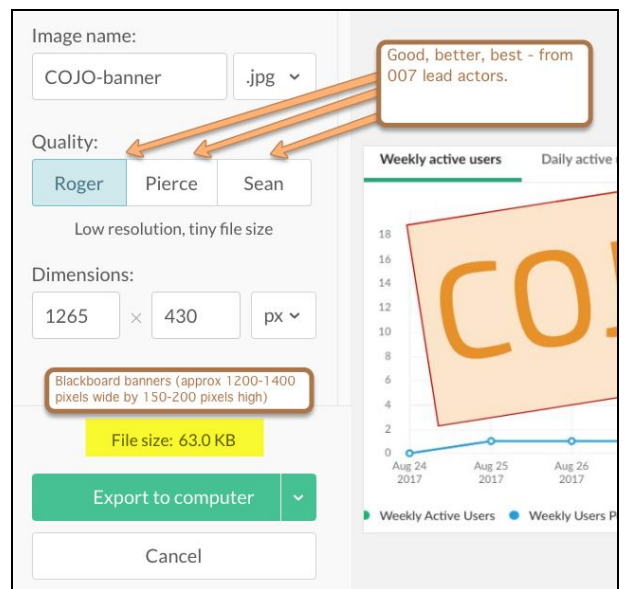 Image name:
COJO-banner
.jpg
Good, better, best - from
007 lead actors.
Quality:
Roger
Pierce
Sean
Low resolution, tiny file size
Dimensions:
1265
×
430
px
Blackboard banners (approx 1200-1400
pixels wide by 150-200 pixels high)
File size: 63.0 KB
Export to computer
Cancel
Weekly active users
Daily active
18
16
14
12
10
8
6
4
2
0
COJ
Aug 24
2017
Aug 25
2017
Aug 26
2017
Weekly Active Users
Weekly Users P